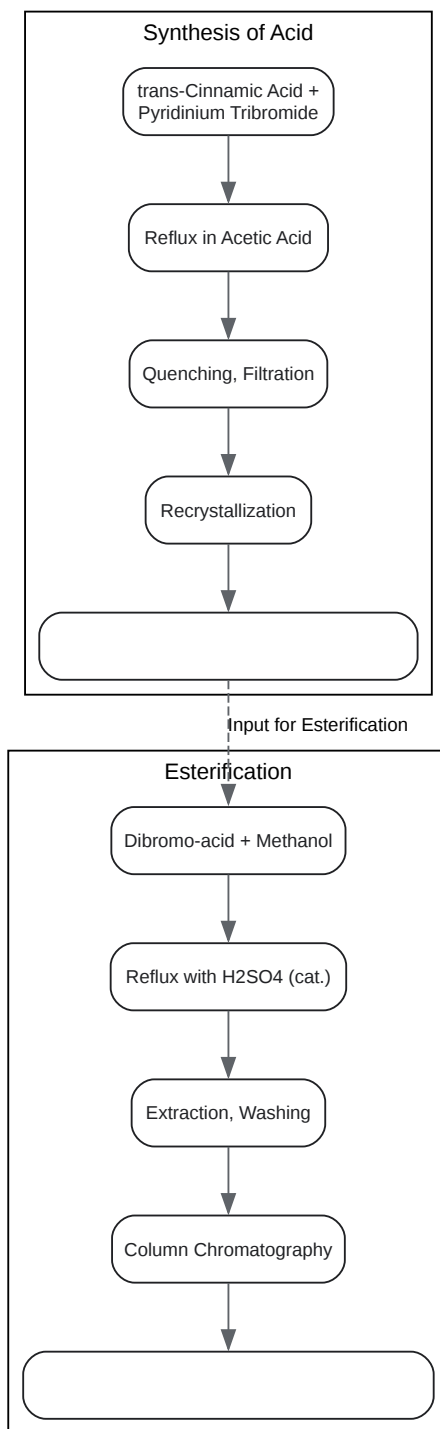 Synthesis of Acid
trans-Cinnamic Acid +
Pyridinium Tribromide
Reflux in Acetic Acid
Quenching, Filtration
Recrystallization
Input for Esterification
Esterification
Dibromo-acid + Methanol
Reflux with H2SO4 (cat.)
Extraction, Washing
Column Chromatography